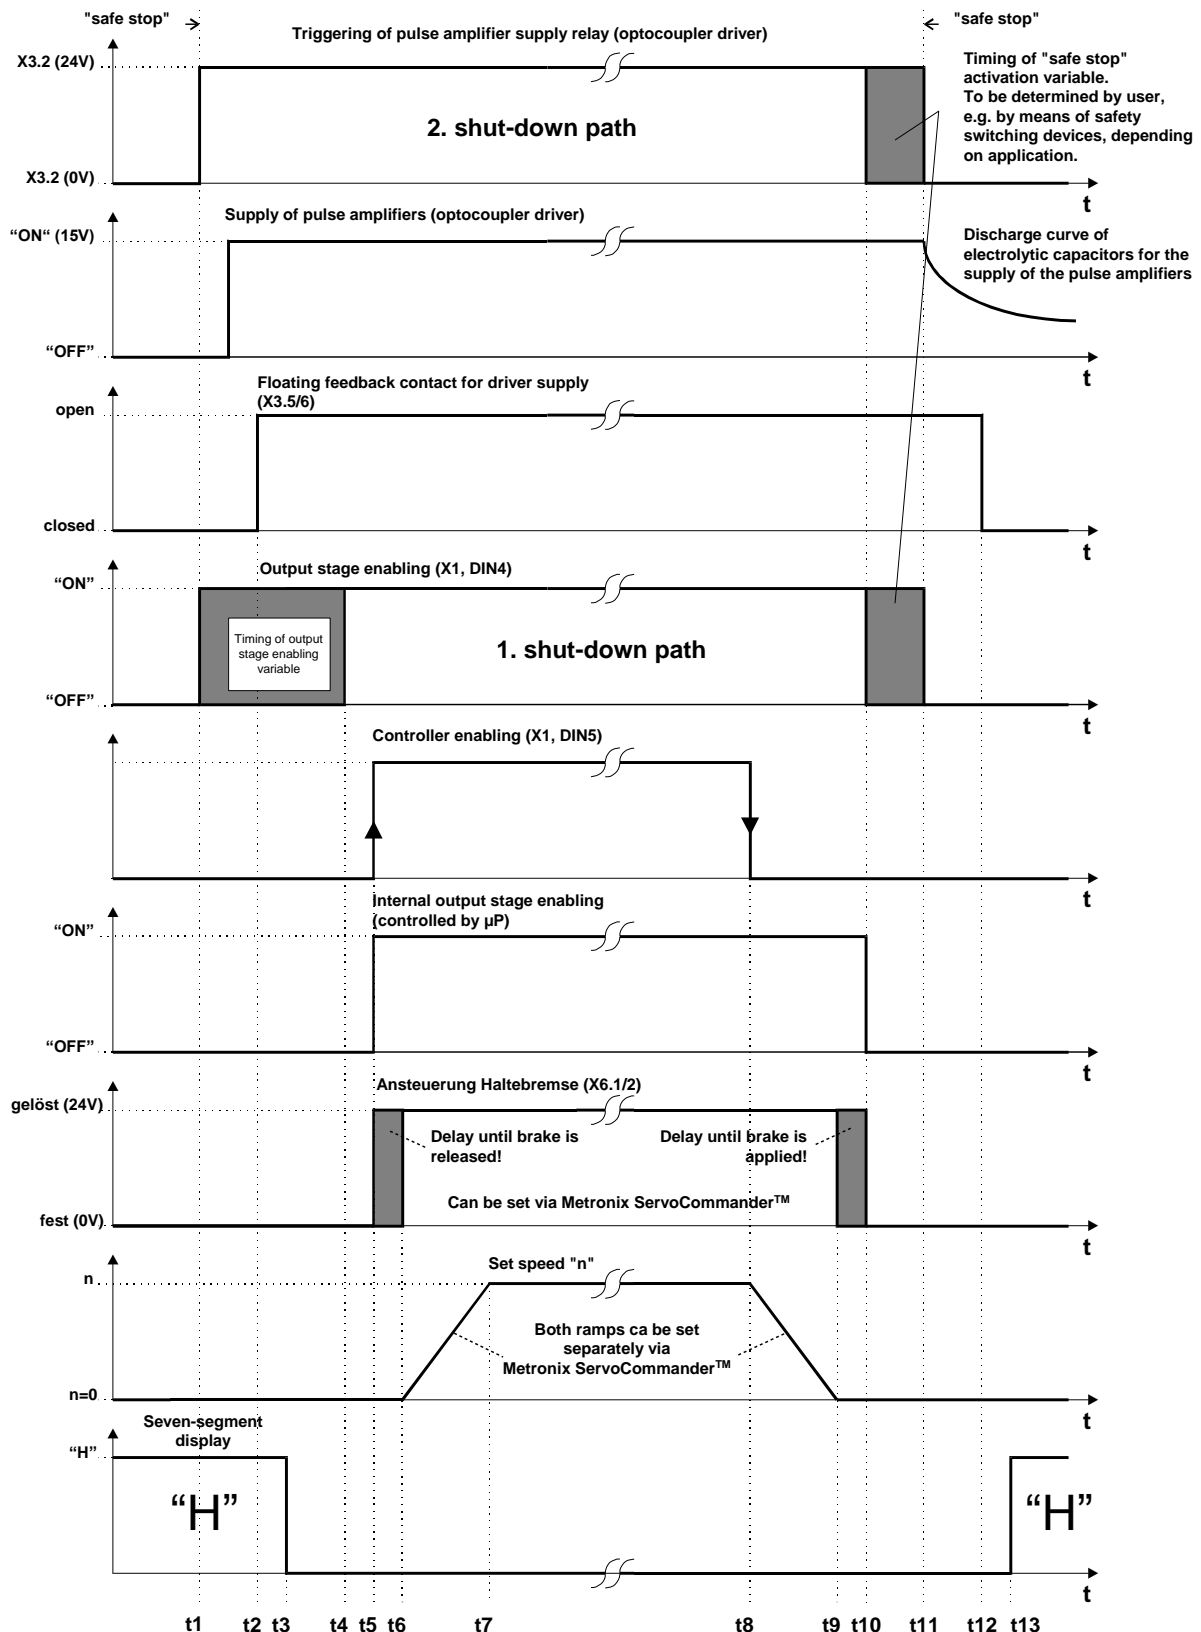 "safe stop"
"safe stop"
Triggering of pulse amplifier supply relay (optocoupler driver)
X3.2 (24V)
2. shut-down path
X3.2 (0V)
t
Timing of "safe stop"
activation variable.
To be determined by user,
e.g. by means of safety
switching devices, depending
on application.
Supply of pulse amplifiers (optocoupler driver)
“ON“ (15V)
“OFF”
t
Discharge curve of
electrolytic capacitors for the
supply of the pulse amplifiers
Floating feedback contact for driver supply
(X3.5/6)
open
closed
t
Output stage enabling (X1, DIN4)
“ON”
Timing of output
stage enabling
variable
1. shut-down path
“OFF”
t
Controller enabling (X1, DIN5)
t
Internal output stage enabling
(controlled by µP)
“ON”
“OFF”
t
Ansteuerung Haltebremse (X6.1/2)
gelöst (24V)
Delay until brake is
released!
Delay until brake is
applied!
Can be set via Metronix ServoCommander™
fest (0V)
t
Set speed "n"
n
Both ramps ca be set
separately via
Metronix ServoCommander™
n=0
t
Seven-segment
display
“H”
“H”
“H”
t
t1 t2 t3 t4 t5 t6 t7 t8 t9 t10 t11 t12 t13